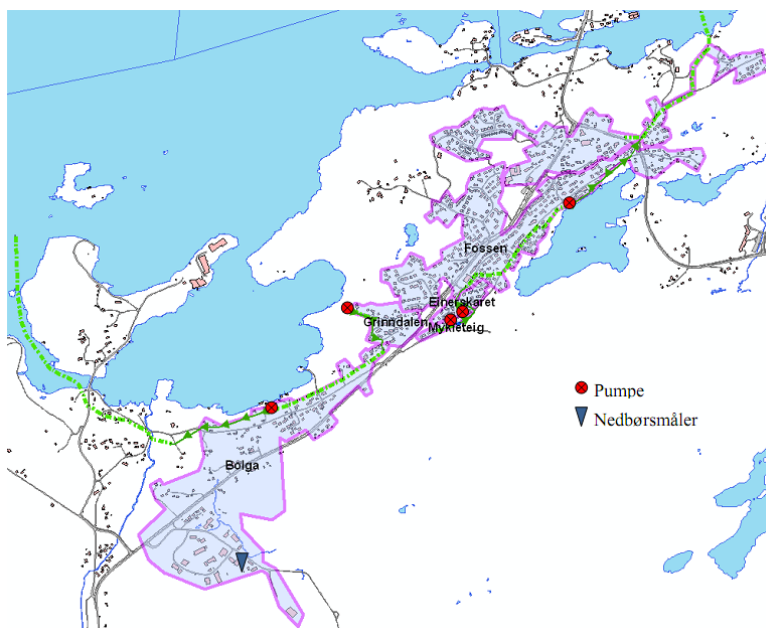 Fossen
Einerskaret
Grinndalen
Mykleteig
Pumpe
Nedbørsmåler
Bolga